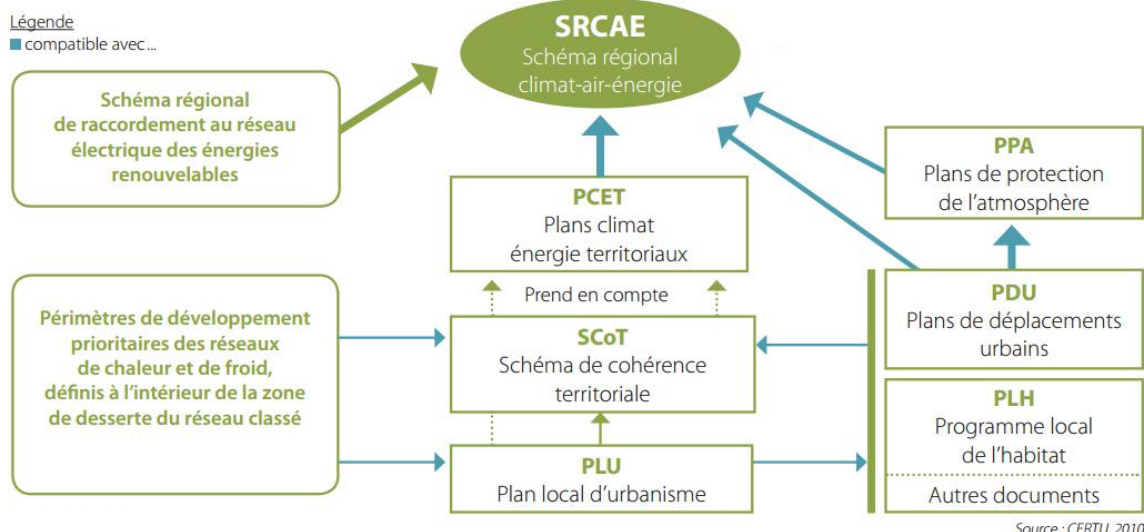 Légende
compatible avec ...
SRCAE
Schéma régional
climat-air-énergie
Schéma régional
de raccordement au réseau
électrique des énergies
renouvelables
PPA
Plans de protection
de l'atmosphère
PCET
Plans climat
énergie territoriaux
Prend en compte
Périmètres de développement
prioritaires des réseaux
de chaleur et de froid,
définis à l'intérieur de la zone
de desserte du réseau classé
SCoT
Schéma de cohérence
territoriale
PDU
Plans de déplacements
urbains
PLH
Programme local
de l'habitat
Autres documents
PLU
Plan local d'urbanisme
Source : CERTU, 2010